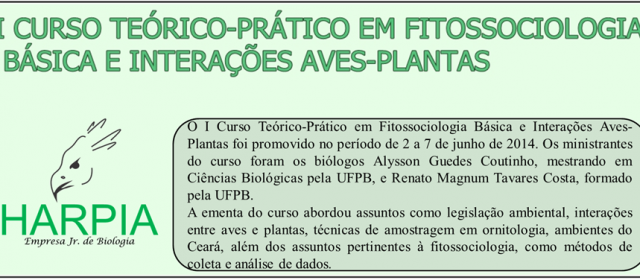 I CURSO TEÓRICO-PRÁTICO EM FITOSSOCIOLOGIA
BÁSICA E INTERAÇÕES AVES-PLANTAS
O I Curso Teórico-Prático em Fitossociologia Básica e Interações Aves-
Plantas foi promovido no período de 2 a 7 de junho de 2014. Os ministrantes
do curso foram os biólogos Alysson Guedes Coutinho, mestrando em
Ciências Biológicas pela UFPB, e Renato Magnum Tavares Costa, formado
pela UFPB.
A ementa do curso abordou assuntos como legislação ambiental, interações
entre aves e plantas, técnicas de amostragem em ornitologia, ambientes do
Ceará, além dos assuntos pertinentes à fitossociologia, como métodos de
coleta e análise de dados.
HARPIA
Empresa Jr. de Biologia